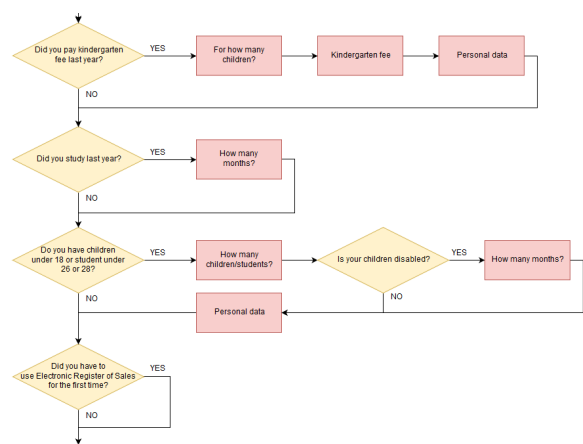 Did you pay kindergarten
fee last year?
YES
For how many
children?
Kindergarten fee
Personal data
NO
Did you study last year?
YES
How many
months?
NO
Do you have children
under 18 or student under
26 or 28?
YES
How many
children/students?
Is your children disabled?
YES
How many months?
NO
NO
Personal data
Did you have to
use Electronic Register of Sales
for the first time?
YES
NO